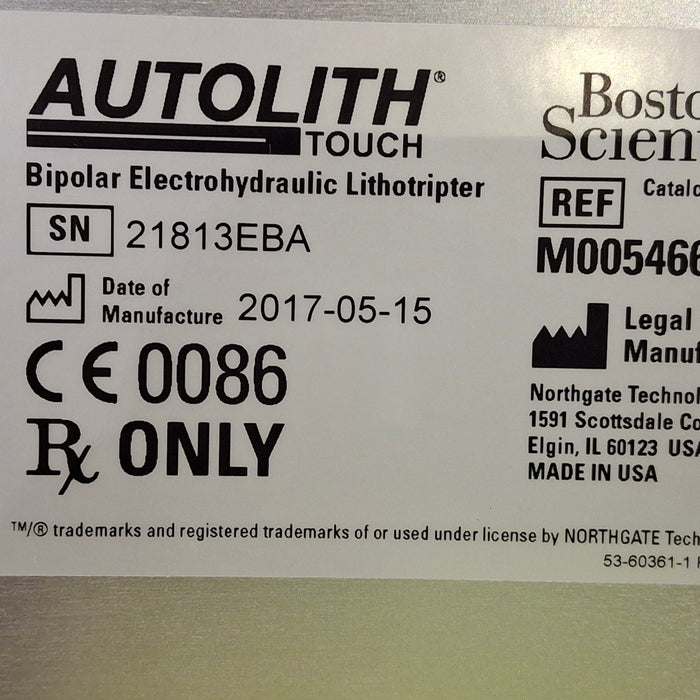 AUTOLITH®
TOUCH
Bipolar Electrohydraulic Lithotripter
SN 21813EBA
Date of
Manufacture 2017-05-15
CE 0086
Rx ONLY
™/® trademarks and registered trademarks of or used under license by NORTHGATE Tech
53-60361-1
Bosto
Scien
REF Catalo
M005466
Legal
Manuf
Northgate Technol
1591 Scottsdale Co
Elgin, IL 60123 USA
MADE IN USA